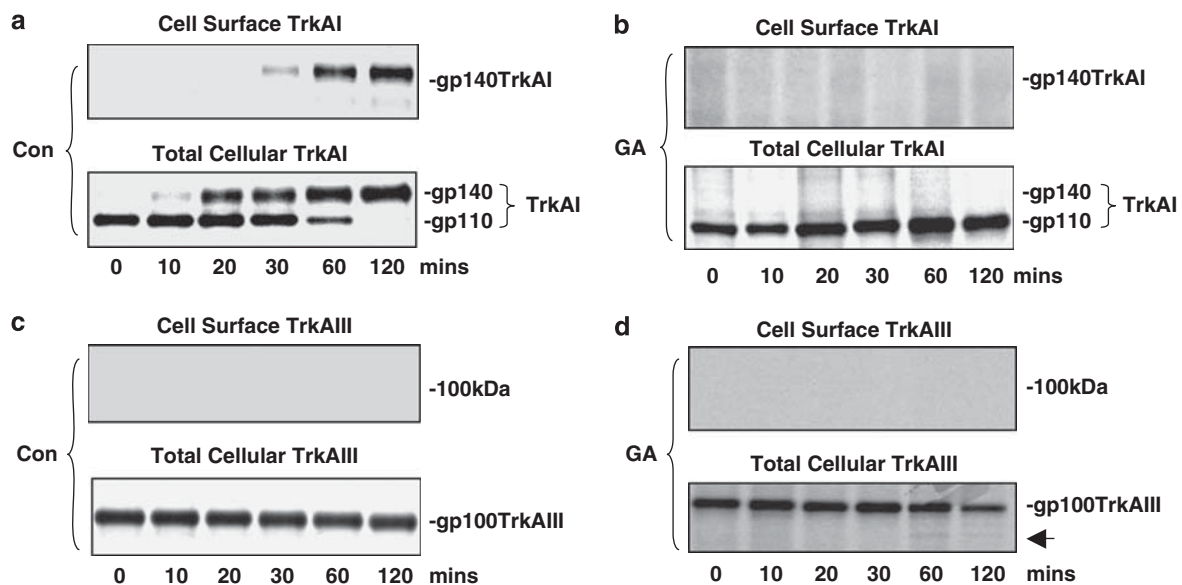 a
Cell Surface TrkAI
-gp140TrkAI
Con
Total Cellular TrkAI
-gp140
-gp110
TrkAI
0 10 20 30 60 120 mins
b
Cell Surface TrkAI
-gp140TrkAI
GA
Total Cellular TrkAI
-gp140
-gp110
TrkAI
0 10 20 30 60 120 mins
c
Cell Surface TrkAIII
-100kDa
Con
Total Cellular TrkAIII
-gp100TrkAIII
0 10 20 30 60 120 mins
d
Cell Surface TrkAIII
-100kDa
GA
Total Cellular TrkAIII
-gp100TrkAIII
0 10 20 30 60 120 mins